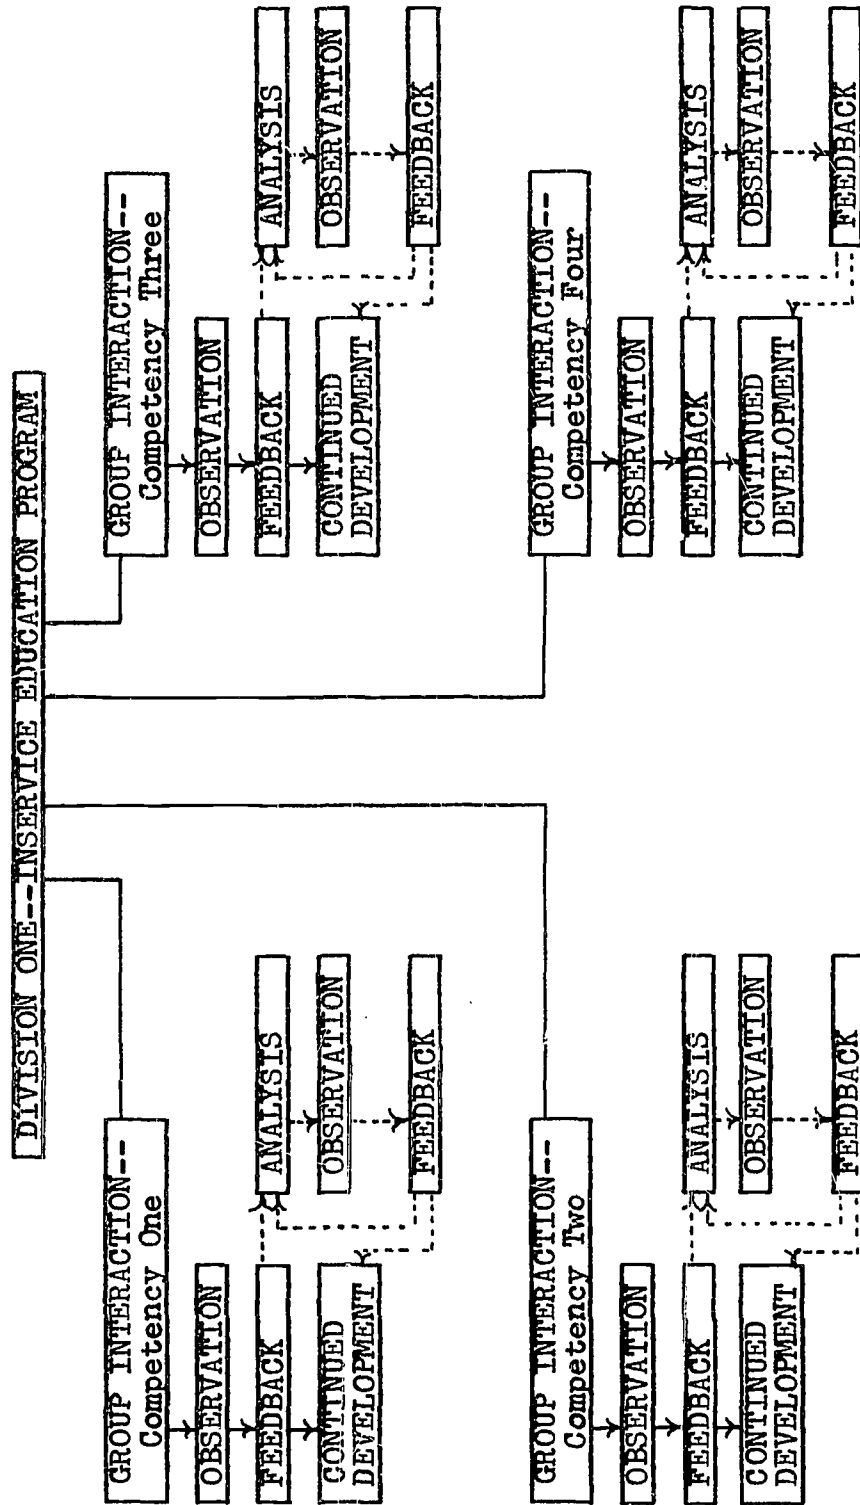 DIVISION ONE--INSERVICE EDUCATION PROGRAM
GROUP INTERACTION--
Competency One
OBSERVATION
FEEDBACK
CONTINUED
DEVELOPMENT
ANALYSIS
OBSERVATION
FEEDBACK
GROUP INTERACTION--
Competency Three
OBSERVATION
FEEDBACK
CONTINUED
DEVELOPMENT
ANALYSIS
OBSERVATION
FEEDBACK
GROUP INTERACTION--
Competency Two
OBSERVATION
FEEDBACK
CONTINUED
DEVELOPMENT
ANALYSIS
OBSERVATION
FEEDBACK
GROUP INTERACTION--
Competency Four
OBSERVATION
FEEDBACK
CONTINUED
DEVELOPMENT
ANALYSIS
OBSERVATION
FEEDBACK